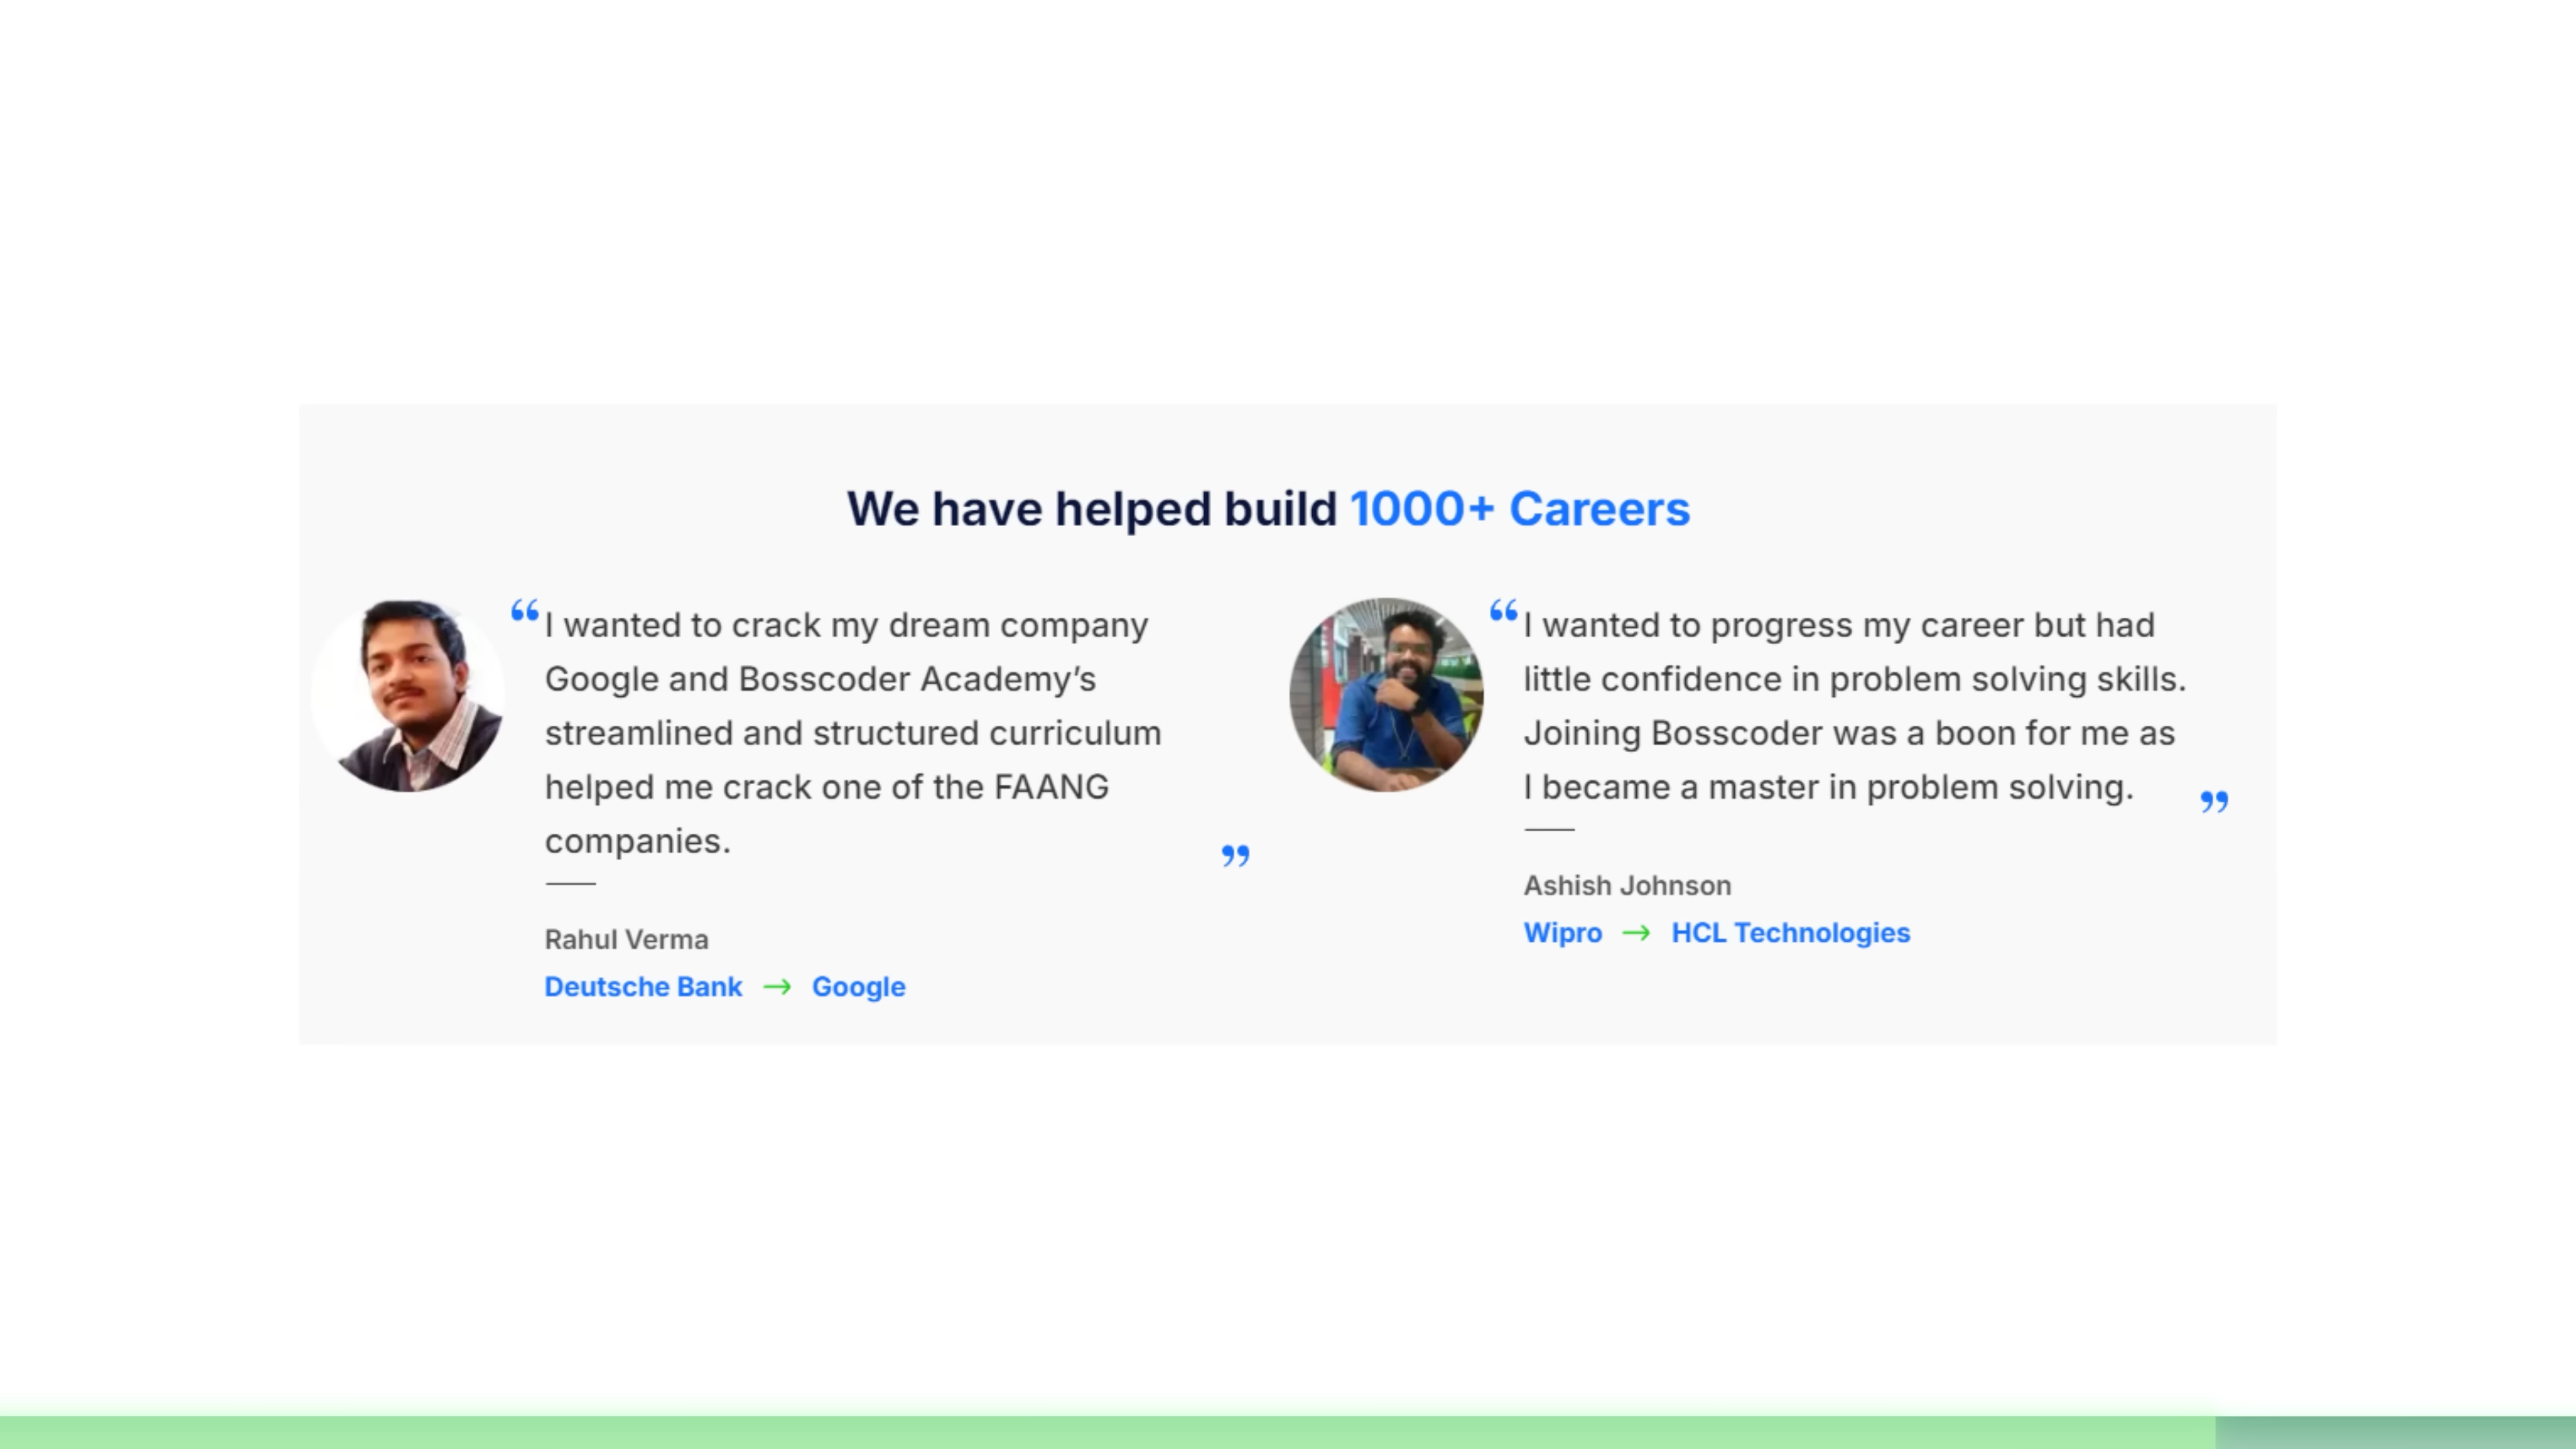 We have helped build 1000+ Careers
“I wanted to crack my dream company
Google and Bosscoder Academy’s
streamlined and structured curriculum
helped me crack one of the FAANG
companies.”
Rahul Verma
Deutsche Bank → Google
“I wanted to progress my career but had
little confidence in problem solving skills.
Joining Bosscoder was a boon for me as
I became a master in problem solving.”
Ashish Johnson
Wipro → HCL Technologies